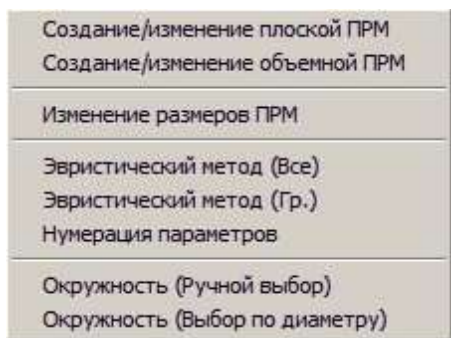 Создание/изменение плоской ПРМ
Создание/изменение объемной ПРМ
Изменение размеров ПРМ
Эвристический метод (Все)
Эвристический метод (Гр.)
Нумерация параметров
Окружность (Ручной выбор)
Окружность (Выбор по диаметру)